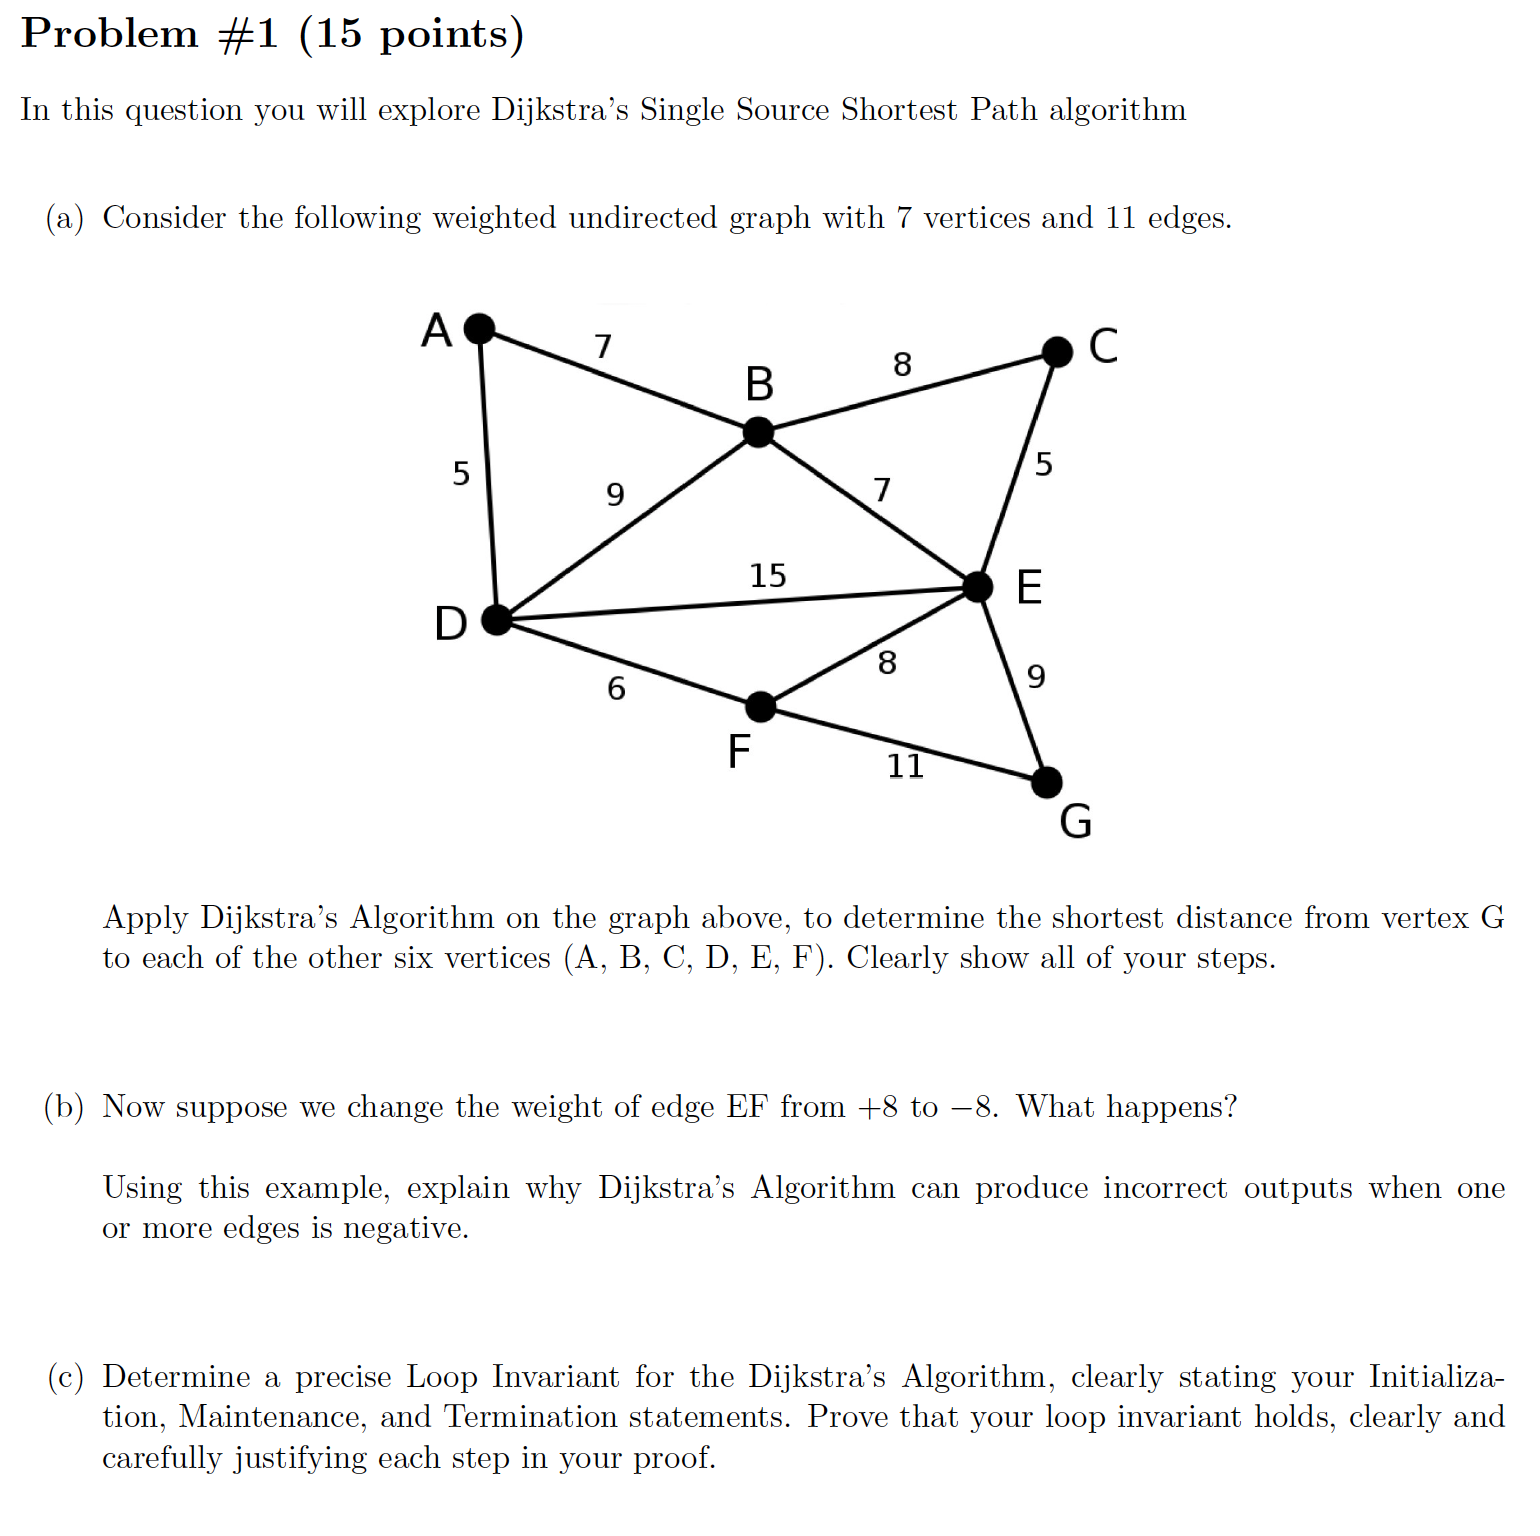 Problem #1 (15 points)
In this question you will explore Dijkstra's Single Source Shortest Path algorithm
(a) Consider the following weighted undirected graph with 7 vertices and 11 edges.
A
7
B
8
C
5
9
7
5
15
E
D
8
9
6
F
11
G
Apply Dijkstra's Algorithm on the graph above, to determine the shortest distance from vertex G
to each of the other six vertices (A, B, C, D, E, F). Clearly show all of your steps.
(b) Now suppose we change the weight of edge EF from +8 to −8. What happens?
Using this example, explain why Dijkstra's Algorithm can produce incorrect outputs when one
or more edges is negative.
(c) Determine a precise Loop Invariant for the Dijkstra's Algorithm, clearly stating your Initializa-
tion, Maintenance, and Termination statements. Prove that your loop invariant holds, clearly and
carefully justifying each step in your proof.